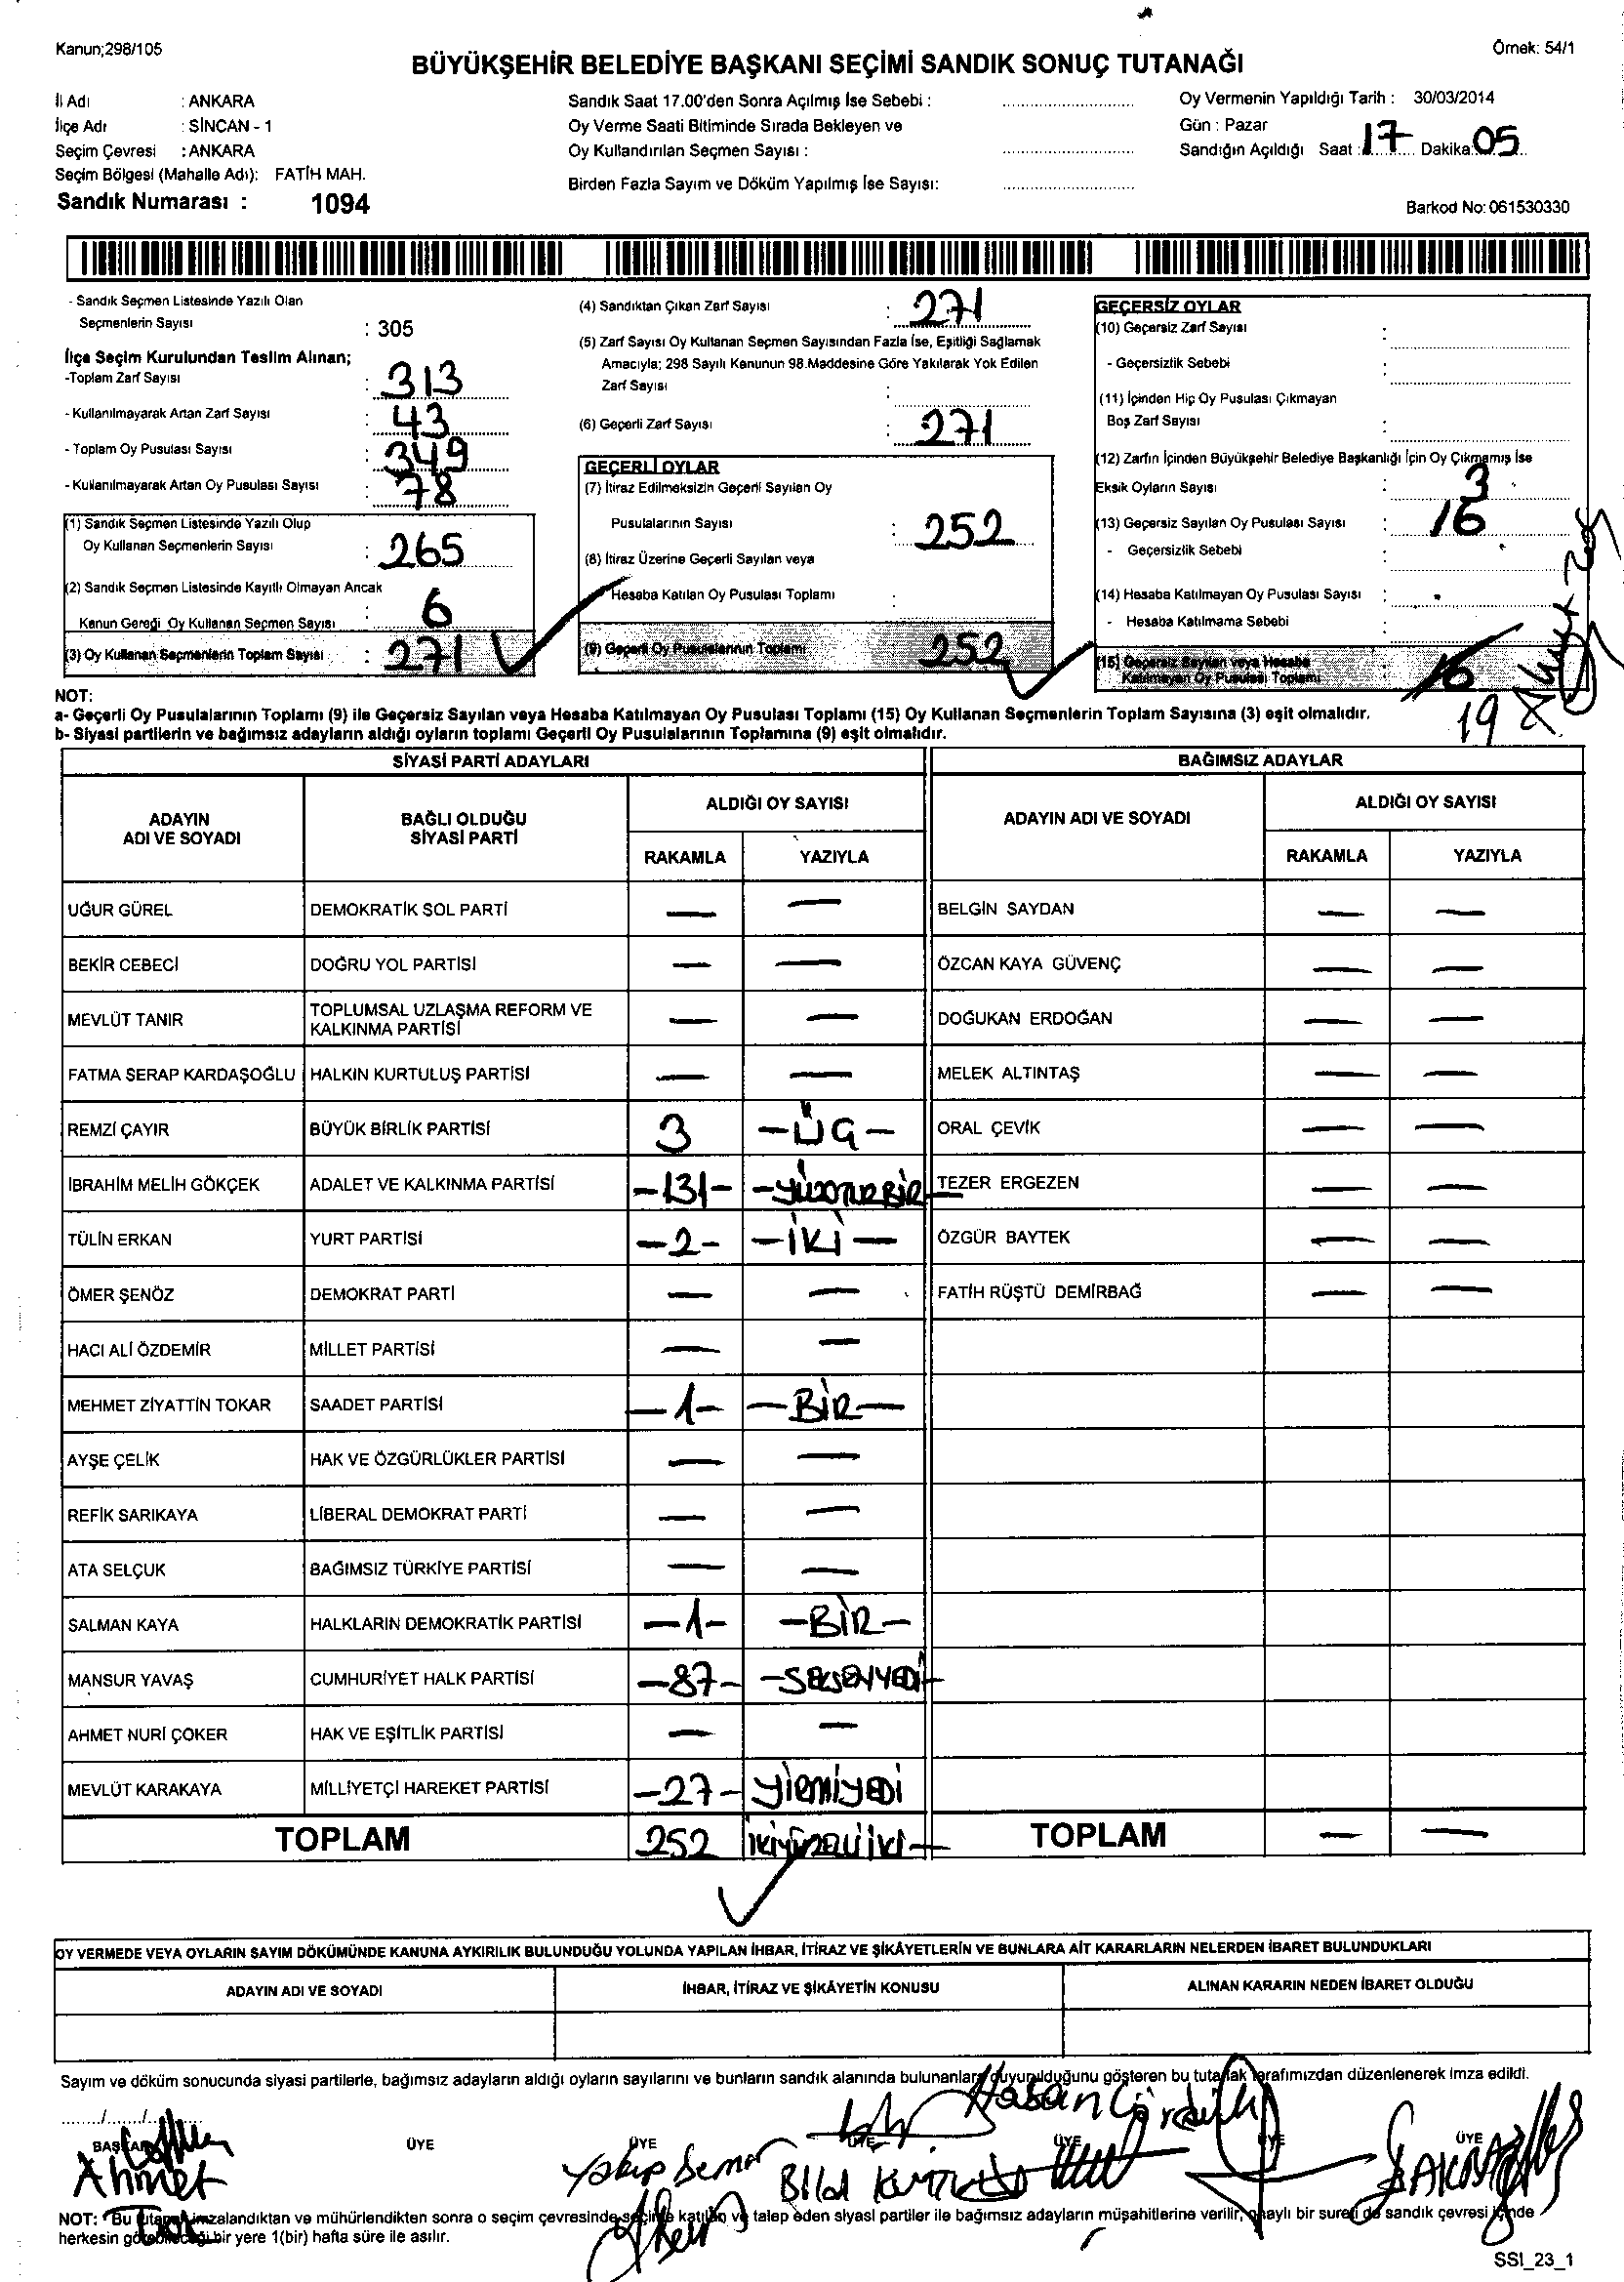 Kanun;298/105
Örnek: 54/1
BÜYÜKŞEHİR BELEDİYE BAŞKANI SEÇİMİ SANDIK SONUÇ TUTANAĞI
İl Adı : ANKARA
İlçe Adı : SİNCAN - 1
Seçim Çevresi : ANKARA
Seçim Bölgesi (Mahalle Adı): FATİH MAH.
Sandık Numarası : 1094
Sandık Saat 17.00'den Sonra Açılmış İse Sebebi :
Oy Verme Saati Bitiminde Sırada Bekleyen ve
Oy Kullandırılan Seçmen Sayısı :
Birden Fazla Sayım ve Döküm Yapılmış İse Sayısı:
Oy Vermenin Yapıldığı Tarih : 30/03/2014
Gün : Pazar
Sandığın Açıldığı Saat : 17 Dakika: 05
Barkod No: 061530330
- Sandık Seçmen Listesinde Yazılı Olan
Seçmenlerin Sayısı : 305
İlçe Seçim Kurulundan Teslim Alınan;
-Toplam Zarf Sayısı : 313
- Kullanılmayarak Artan Zarf Sayısı : 43
- Toplam Oy Pusulası Sayısı : 349
- Kullanılmayarak Artan Oy Pusulası Sayısı : 78
(1) Sandık Seçmen Listesinde Yazılı Olup
Oy Kullanan Seçmenlerin Sayısı : 265
(2) Sandık Seçmen Listesinde Kayıtlı Olmayan Ancak
Kanun Gereği Oy Kullanan Seçmen Sayısı : 6
(3) Oy Kullanan Seçmenlerin Toplam Sayısı : 271
(4) Sandıktan Çıkan Zarf Sayısı : 271
(5) Zarf Sayısı Oy Kullanan Seçmen Sayısından Fazla İse, Eşitliği Sağlamak
Amacıyla; 298 Sayılı Kanunun 98.Maddesine Göre Yakılarak Yok Edilen
Zarf Sayısı :
(6) Geçerli Zarf Sayısı : 271
GEÇERLİ OYLAR
(7) İtiraz Edilmeksizin Geçerli Sayılan Oy
Pusulalarının Sayısı : 252
(8) İtiraz Üzerine Geçerli Sayılan veya
Hesaba Katılan Oy Pusulası Toplamı :
(9) Geçerli Oy Pusulalarının Toplamı 252
GEÇERSİZ OYLAR
(10) Geçersiz Zarf Sayısı :
- Geçersizlik Sebebi :
(11) İçinden Hiç Oy Pusulası Çıkmayan
Boş Zarf Sayısı :
(12) Zarfın İçinden Büyükşehir Belediye Başkanlığı İçin Oy Çıkmamış İse
Eksik Oyların Sayısı : 3
(13) Geçersiz Sayılan Oy Pusulası Sayısı : 16
- Geçersizlik Sebebi :
(14) Hesaba Katılmayan Oy Pusulası Sayısı :
- Hesaba Katılmama Sebebi :
(15) Geçersiz Sayılan veya Hesaba
Katılmayan Oy Pusulası Toplamı 16
19
NOT:
a- Geçerli Oy Pusulalarının Toplamı (9) ile Geçersiz Sayılan veya Hesaba Katılmayan Oy Pusulası Toplamı (15) Oy Kullanan Seçmenlerin Toplam Sayısına (3) eşit olmalıdır.
b- Siyasi partilerin ve bağımsız adayların aldığı oyların toplamı Geçerli Oy Pusulalarının Toplamına (9) eşit olmalıdır.
SİYASİ PARTİ ADAYLARI
ADAYIN ADI VE SOYADI
BAĞLI OLDUĞU SİYASİ PARTİ
ALDIĞI OY SAYISI
RAKAMLA YAZIYLA
UĞUR GÜREL DEMOKRATİK SOL PARTİ — —
BEKİR CEBECİ DOĞRU YOL PARTİSİ — —
MEVLÜT TANIR TOPLUMSAL UZLAŞMA REFORM VE KALKINMA PARTİSİ — —
FATMA SERAP KARDAŞOĞLU HALKIN KURTULUŞ PARTİSİ — —
REMZİ ÇAYIR BÜYÜK BİRLİK PARTİSİ 3 -ÜÇ-
İBRAHİM MELİH GÖKÇEK ADALET VE KALKINMA PARTİSİ -131- -YÜZOTUZBİR-
TÜLİN ERKAN YURT PARTİSİ -2- -İKİ-
ÖMER ŞENÖZ DEMOKRAT PARTİ — —
HACI ALİ ÖZDEMİR MİLLET PARTİSİ — —
MEHMET ZİYATTİN TOKAR SAADET PARTİSİ -1- -BİR-
AYŞE ÇELİK HAK VE ÖZGÜRLÜKLER PARTİSİ — —
REFİK SARIKAYA LİBERAL DEMOKRAT PARTİ — —
ATA SELÇUK BAĞIMSIZ TÜRKİYE PARTİSİ — —
SALMAN KAYA HALKLARIN DEMOKRATİK PARTİSİ -1- -BİR-
MANSUR YAVAŞ CUMHURİYET HALK PARTİSİ -87- -SEKSENYEDİ-
AHMET NURİ ÇOKER HAK VE EŞİTLİK PARTİSİ — —
MEVLÜT KARAKAYA MİLLİYETÇİ HAREKET PARTİSİ -27- YİRMİYEDİ
TOPLAM 252 İKİYÜZELLİİKİ-
BAĞIMSIZ ADAYLAR
ADAYIN ADI VE SOYADI
ALDIĞI OY SAYISI
RAKAMLA YAZIYLA
BELGİN SAYDAN — —
ÖZCAN KAYA GÜVENÇ — —
DOĞUKAN ERDOĞAN — —
MELEK ALTINTAŞ — —
ORAL ÇEVİK — —
TEZER ERGEZEN — —
ÖZGÜR BAYTEK — —
FATİH RÜŞTÜ DEMİRBAĞ — —
TOPLAM — —
OY VERMEDE VEYA OYLARIN SAYIM DÖKÜMÜNDE KANUNA AYKIRILIK BULUNDUĞU YOLUNDA YAPILAN İHBAR, İTİRAZ VE ŞİKÂYETLERİN VE BUNLARA AİT KARARLARIN NELERDEN İBARET BULUNDUKLARI
ADAYIN ADI VE SOYADI İHBAR, İTİRAZ VE ŞİKÂYETİN KONUSU ALINAN KARARIN NEDEN İBARET OLDUĞU
Sayım ve döküm sonucunda siyasi partilerle, bağımsız adayların aldığı oyların sayılarını ve bunların sandık alanında bulunanlara duyurulduğunu gösteren bu tutanak tarafımızdan düzenlenerek imza edildi.
....../....../..........
BAŞKAN ÜYE ÜYE ÜYE ÜYE ÜYE ÜYE
Ahmet
Hasan
Bilal
NOT: Bu tutanak imzalandıktan ve mühürlendikten sonra o seçim çevresinde seçime katılan ve talep eden siyasi partiler ile bağımsız adayların müşahitlerine verilir, onaylı bir sureti de sandık çevresi içinde
herkesin görebileceği bir yere 1(bir) hafta süre ile asılır.
SSI_23_1